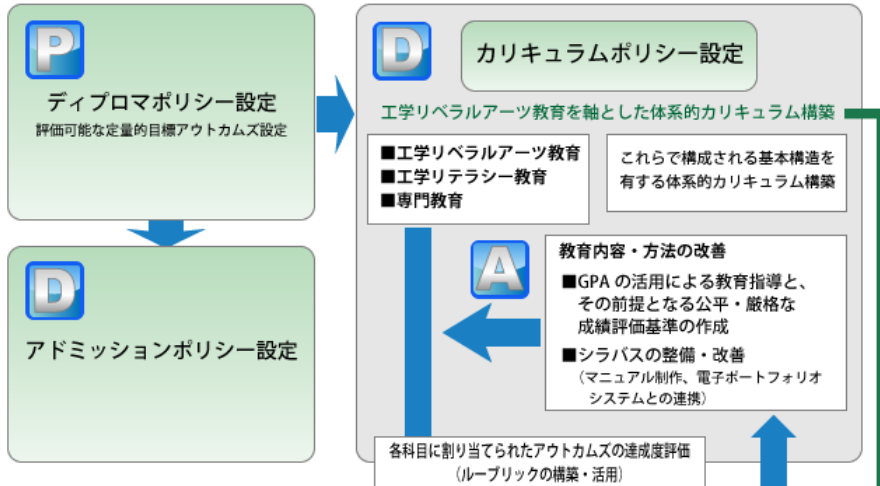 P
ディプロマポリシー設定
評価可能な定量的目標アウトカムズ設定
D
アドミッションポリシー設定
D
カリキュラムポリシー設定
工学リベラルアーツ教育を軸とした体系的カリキュラム構築
■工学リベラルアーツ教育
■工学リテラシー教育
■専門教育
これらで構成される基本構造を
有する体系的カリキュラム構築
A
教育内容・方法の改善
■GPA の活用による教育指導と、
その前提となる公平・厳格な
成績評価基準の作成
■シラバスの整備・改善
（マニュアル制作、電子ポートフォリオ
システムとの連携）
各科目に割り当てられたアウトカムズの達成度評価
（ルーブリックの構築・活用）